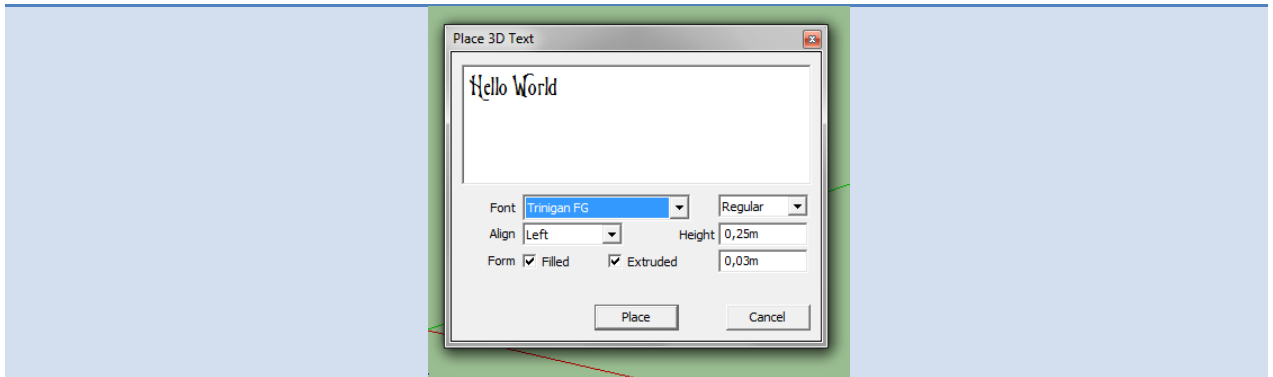 Place 3D Text
Hello World
Font Trinigan FG Regular
Align Left Height 0,25m
Form Filled Extruded 0,03m
Place Cancel